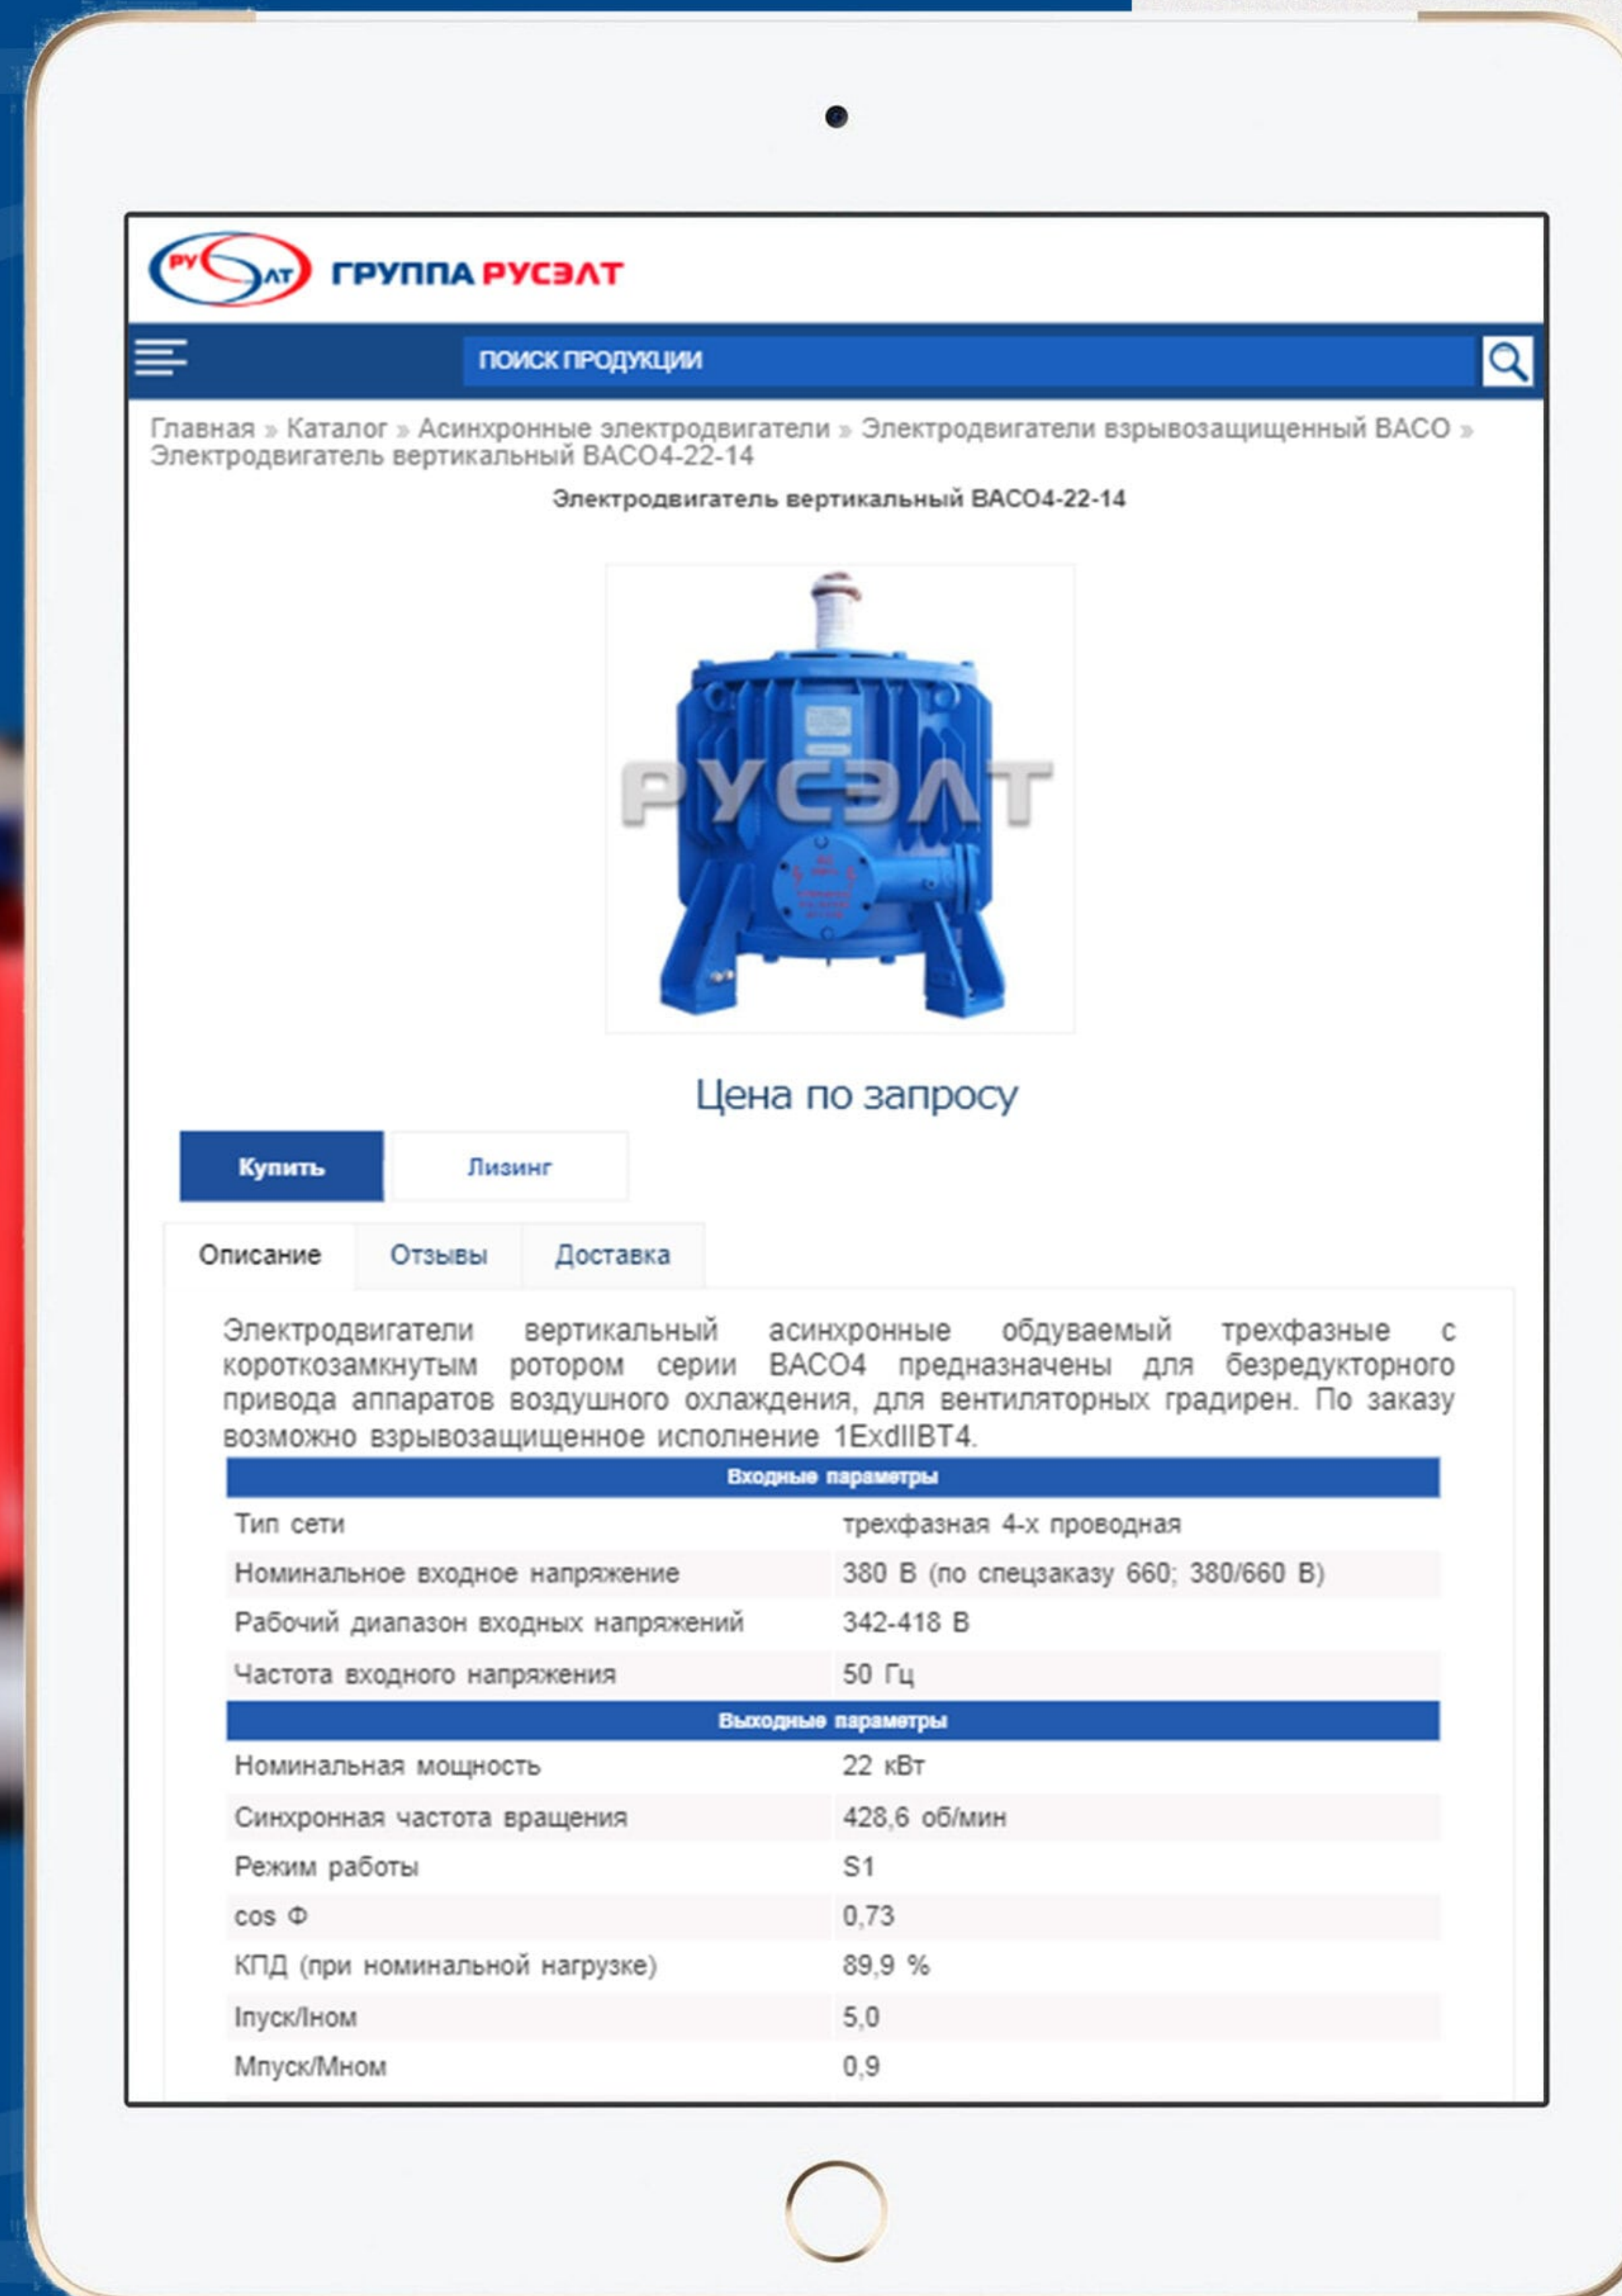 РУ ЛТ ГРУППА РУСЭЛТ
ПОИСК ПРОДУКЦИИ
Главная » Каталог » Асинхронные электродвигатели » Электродвигатели взрывозащищенный ВАСО »
Электродвигатель вертикальный ВАСО4-22-14
Электродвигатель вертикальный ВАСО4-22-14
РУСЭЛТ
Цена по запросу
Купить Лизинг
Описание Отзывы Доставка
Электродвигатели вертикальный асинхронные обдуваемый трехфазные с
короткозамкнутым ротором серии ВАСО4 предназначены для безредукторного
привода аппаратов воздушного охлаждения, для вентиляторных градирен. По заказу
возможно взрывозащищенное исполнение 1ExdIIBT4.
Входные параметры
Тип сети трехфазная 4-х проводная
Номинальное входное напряжение 380 В (по спецзаказу 660; 380/660 В)
Рабочий диапазон входных напряжений 342-418 В
Частота входного напряжения 50 Гц
Выходные параметры
Номинальная мощность 22 кВт
Синхронная частота вращения 428,6 об/мин
Режим работы S1
cos Ф 0,73
КПД (при номинальной нагрузке) 89,9 %
Iпуск/Iном 5,0
Мпуск/Мном 0,9